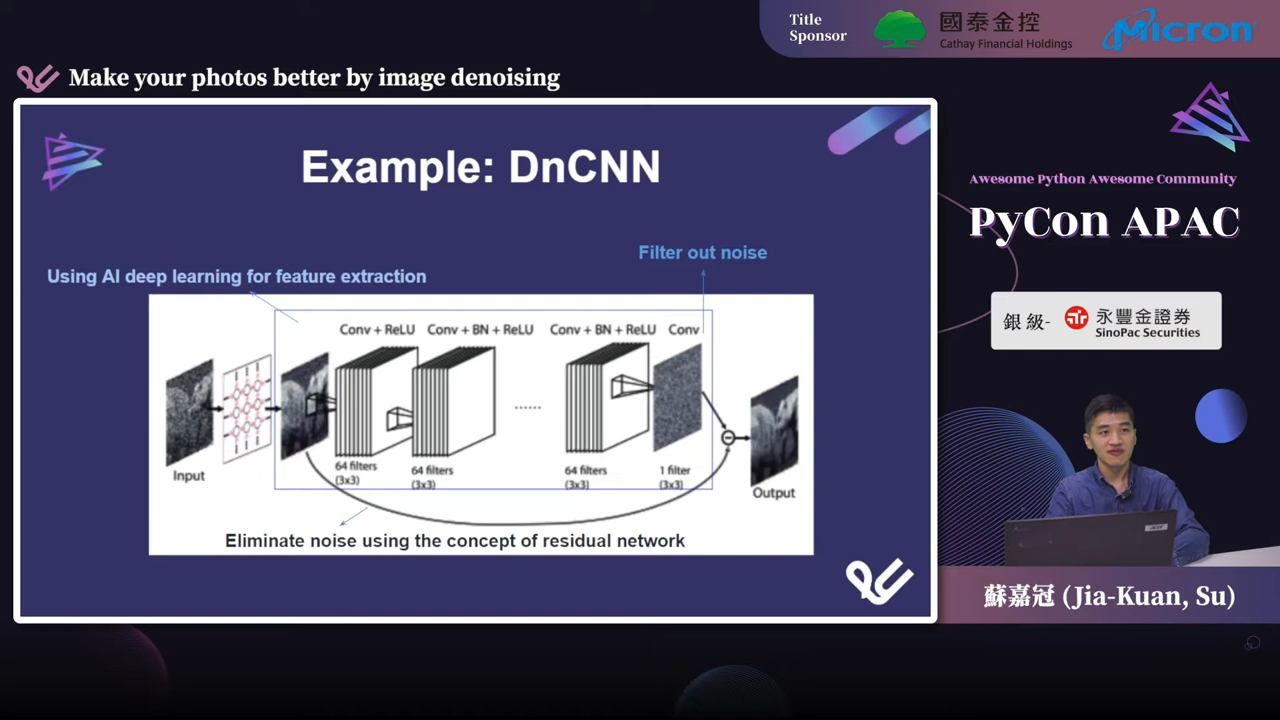 Title
Sponsor
國泰金控
Cathay Financial Holdings
Micron
Make your photos better by image denoising
Example: DnCNN
Filter out noise
Using AI deep learning for feature extraction
Conv + ReLU
Conv + BN + ReLU
Conv + BN + ReLU
Conv
......
Input
64 filters
(3x3)
64 filters
(3x3)
64 filters
(3x3)
1 filter
(3x3)
Output
Eliminate noise using the concept of residual network
Awesome Python Awesome Community
PyCon APAC
銀級-
永豐金證券
SinoPac Securities
acer
蘇嘉冠 (Jia-Kuan, Su)